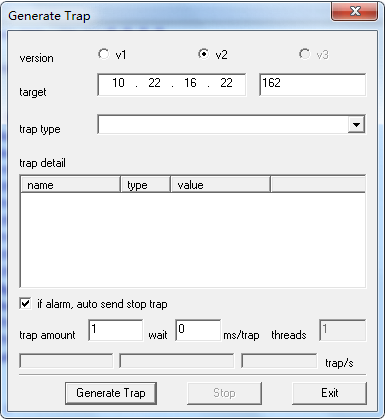 Generate Trap
version v1 v2 v3
target 10 . 22 . 16 . 22 162
trap type
trap detail
name type value
if alarm, auto send stop trap
trap amount 1 wait 0 ms/trap threads 1
trap/s
Generate Trap Stop Exit